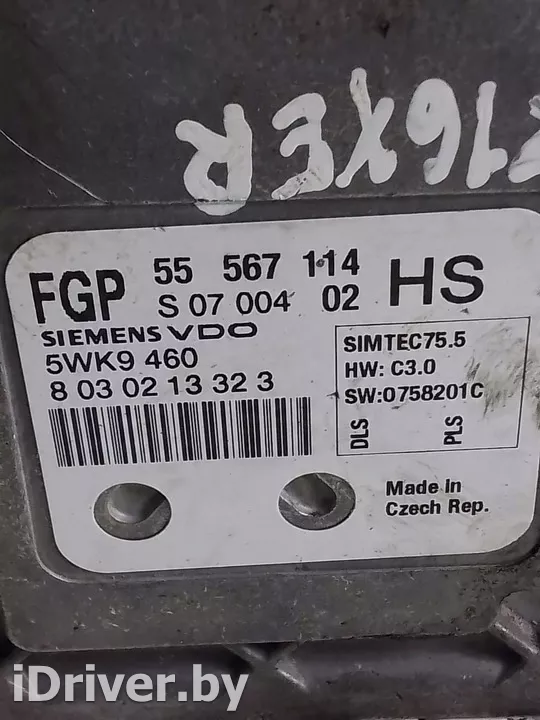 Z16XER
FGP 55 567 114 HS
S 07 004 02
SIEMENS VDO
5WK9 460
8 03 02 13 32 3
SIMTEC75.5
HW: C3.0
SW:0758201C
DLS PLS
Made In
Czech Rep.
iDriver.by